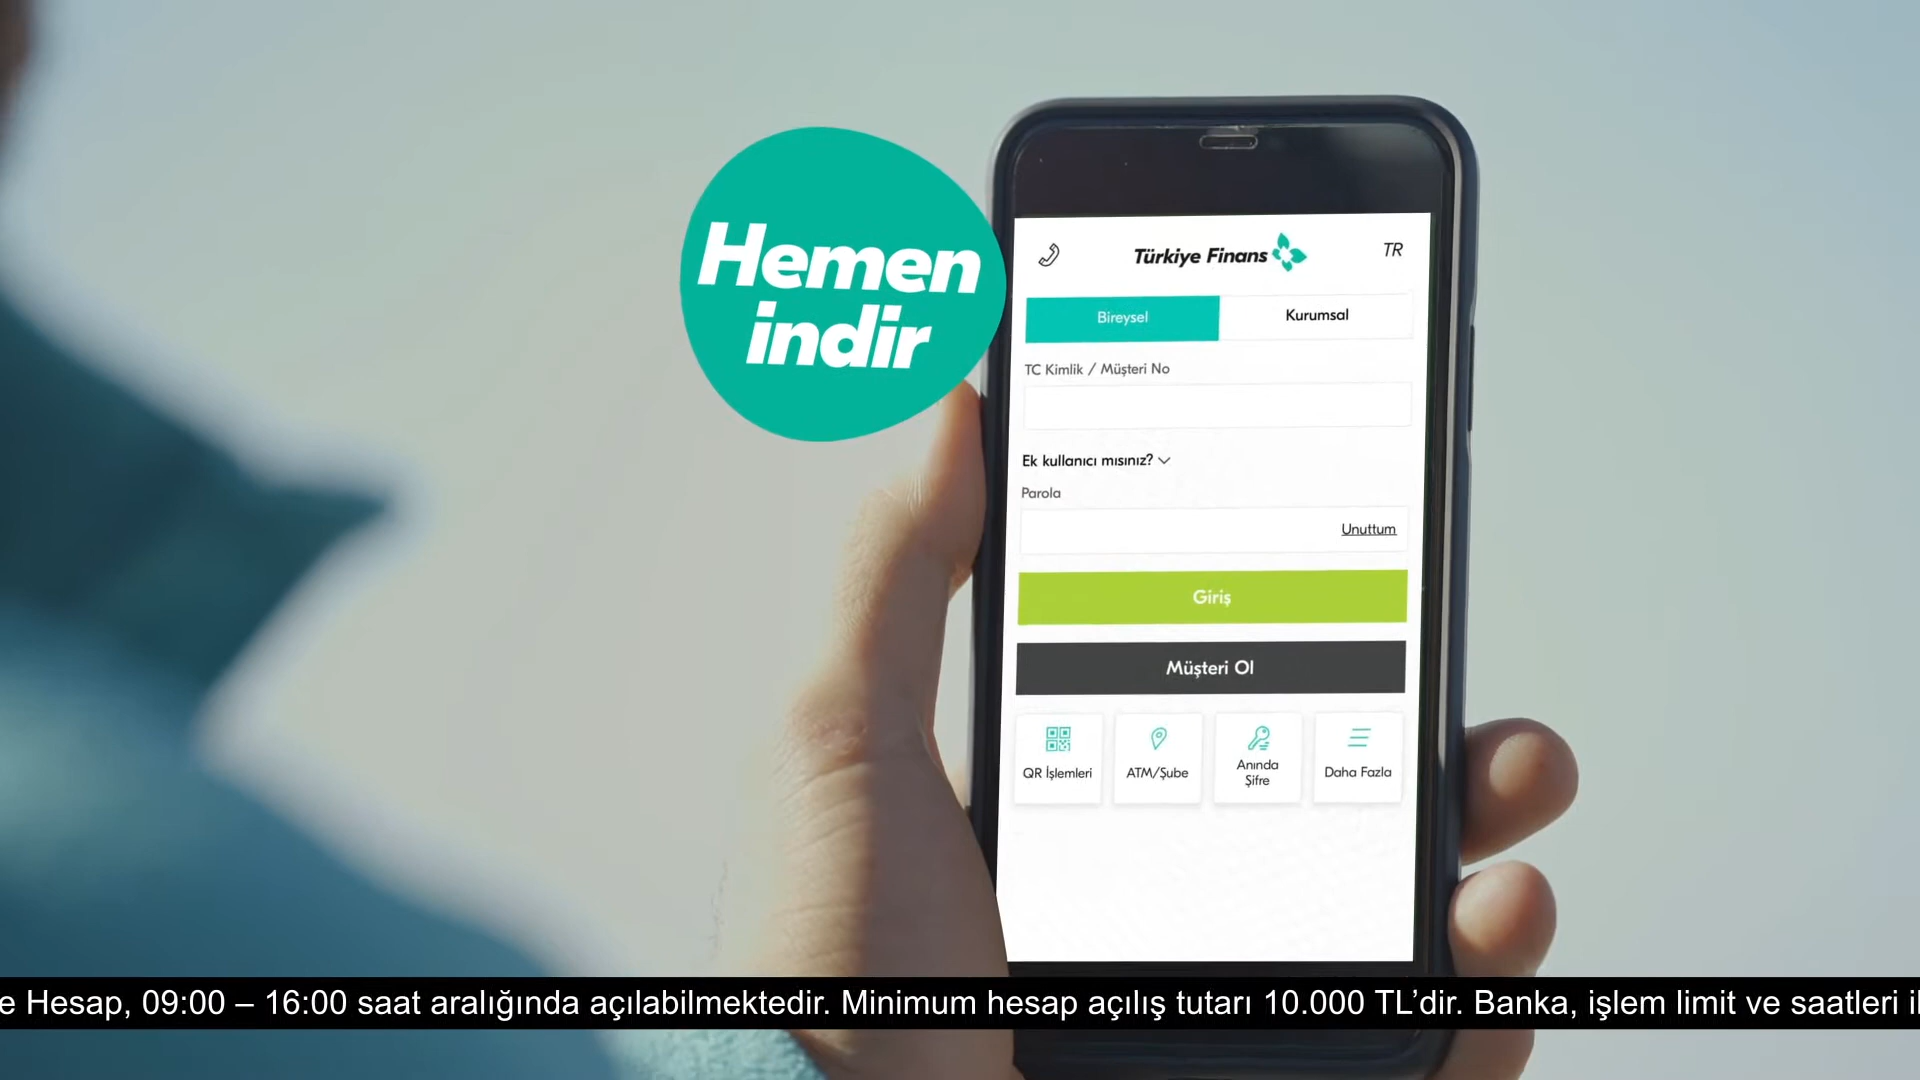 Hemen
indir
Türkiye Finans
TR
Bireysel
Kurumsal
TC Kimlik / Müşteri No
Ek kullanıcı mısınız?
Parola
Unuttum
Giriş
Müşteri Ol
QR İşlemleri
ATM/Şube
Anında
Şifre
Daha Fazla
e Hesap, 09:00 – 16:00 saat aralığında açılabilmektedir. Minimum hesap açılış tutarı 10.000 TL’dir. Banka, işlem limit ve saatleri